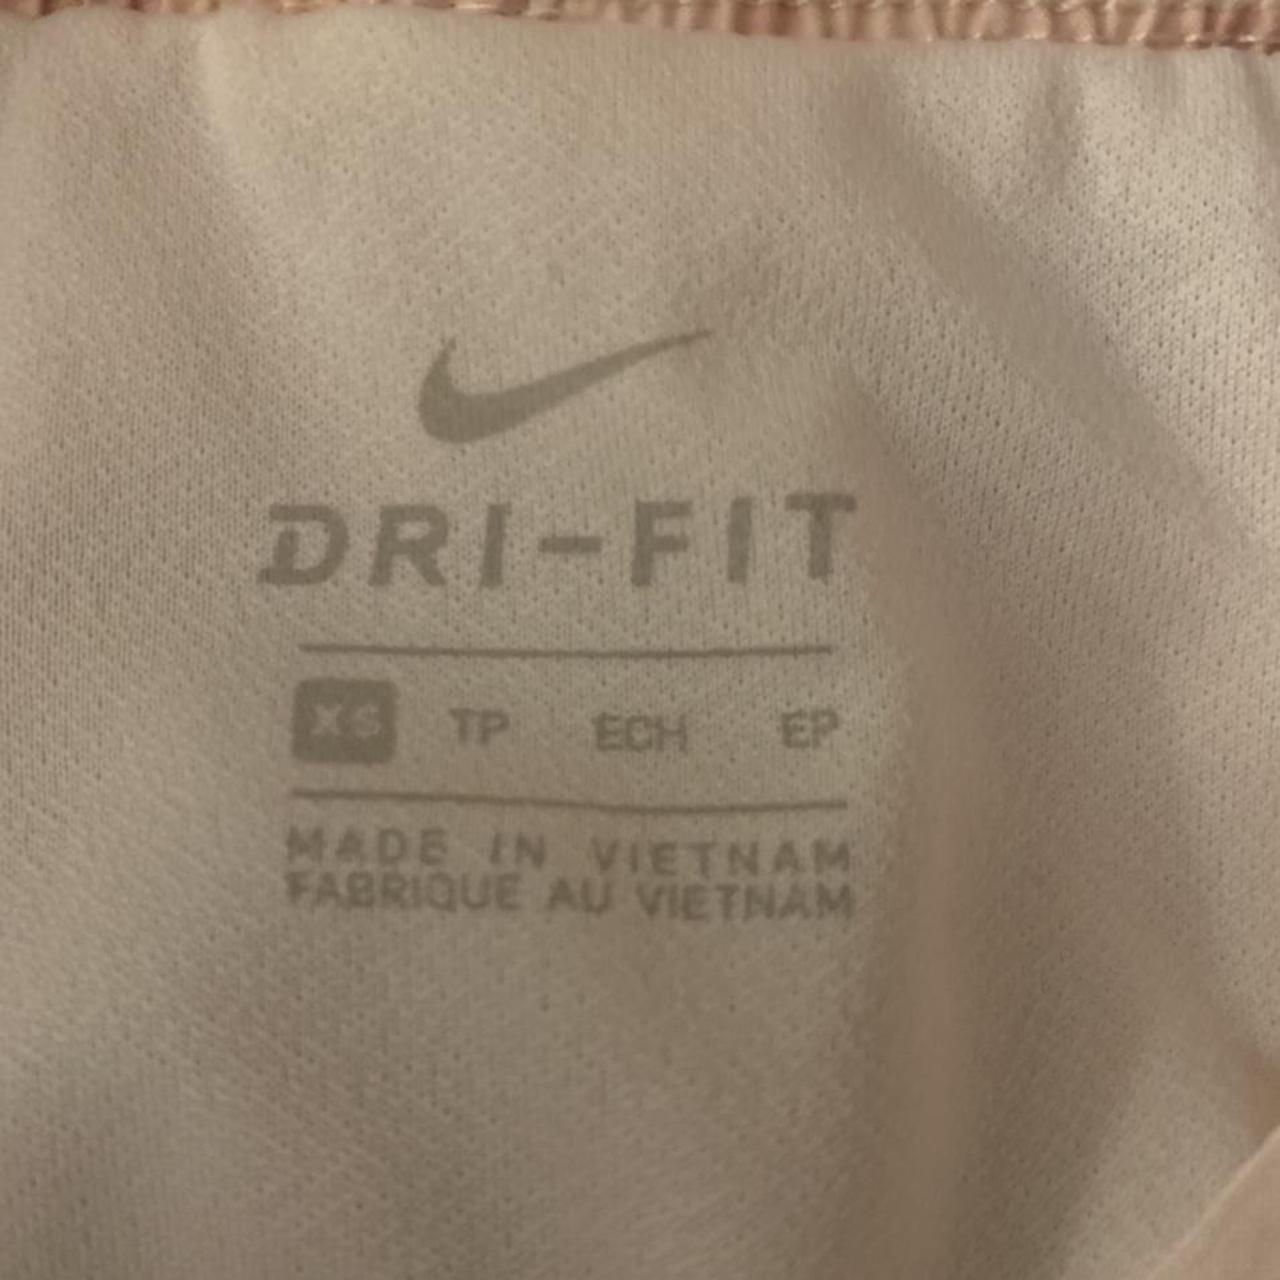 DRI-FIT
XS TP ECH EP
MADE IN VIETNAM
FABRIQUE AU VIETNAM